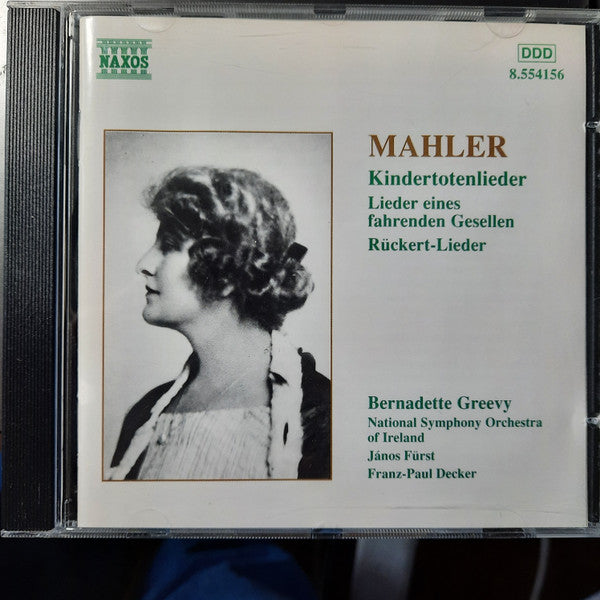 NAXOS
DDD
8.554156
MAHLER
Kindertotenlieder
Lieder eines
fahrenden Gesellen
Rückert-Lieder
Bernadette Greevy
National Symphony Orchestra
of Ireland
János Fürst
Franz-Paul Decker